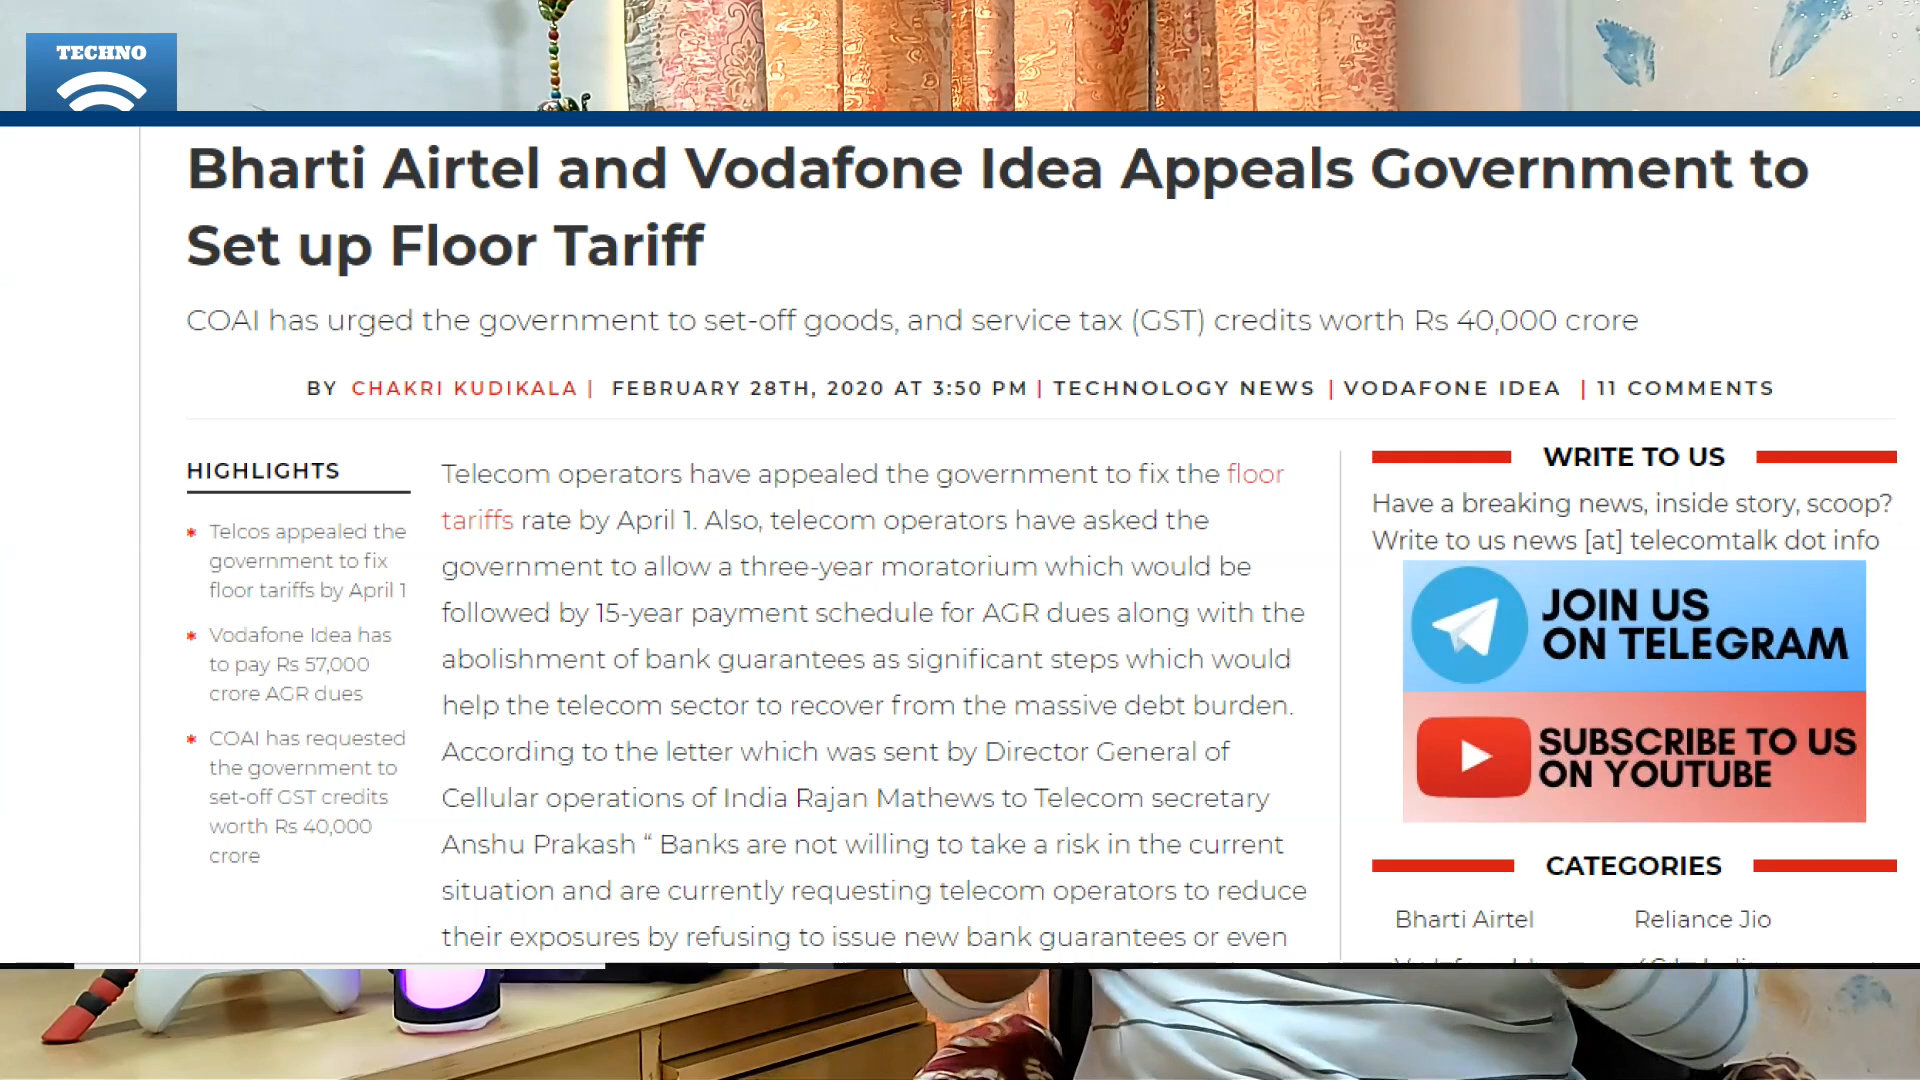 TECHNO
Bharti Airtel and Vodafone Idea Appeals Government to
Set up Floor Tariff
COAI has urged the government to set-off goods, and service tax (GST) credits worth Rs 40,000 crore
BY CHAKRI KUDIKALA | FEBRUARY 28TH, 2020 AT 3:50 PM | TECHNOLOGY NEWS | VODAFONE IDEA | 11 COMMENTS
HIGHLIGHTS
* Telcos appealed the
government to fix
floor tariffs by April 1
* Vodafone Idea has
to pay Rs 57,000
crore AGR dues
* COAI has requested
the government to
set-off GST credits
worth Rs 40,000
crore
Telecom operators have appealed the government to fix the floor
tariffs rate by April 1. Also, telecom operators have asked the
government to allow a three-year moratorium which would be
followed by 15-year payment schedule for AGR dues along with the
abolishment of bank guarantees as significant steps which would
help the telecom sector to recover from the massive debt burden.
According to the letter which was sent by Director General of
Cellular operations of India Rajan Mathews to Telecom secretary
Anshu Prakash “ Banks are not willing to take a risk in the current
situation and are currently requesting telecom operators to reduce
their exposures by refusing to issue new bank guarantees or even
WRITE TO US
Have a breaking news, inside story, scoop?
Write to us news [at] telecomtalk dot info
JOIN US
ON TELEGRAM
SUBSCRIBE TO US
ON YOUTUBE
CATEGORIES
Bharti Airtel
Reliance Jio